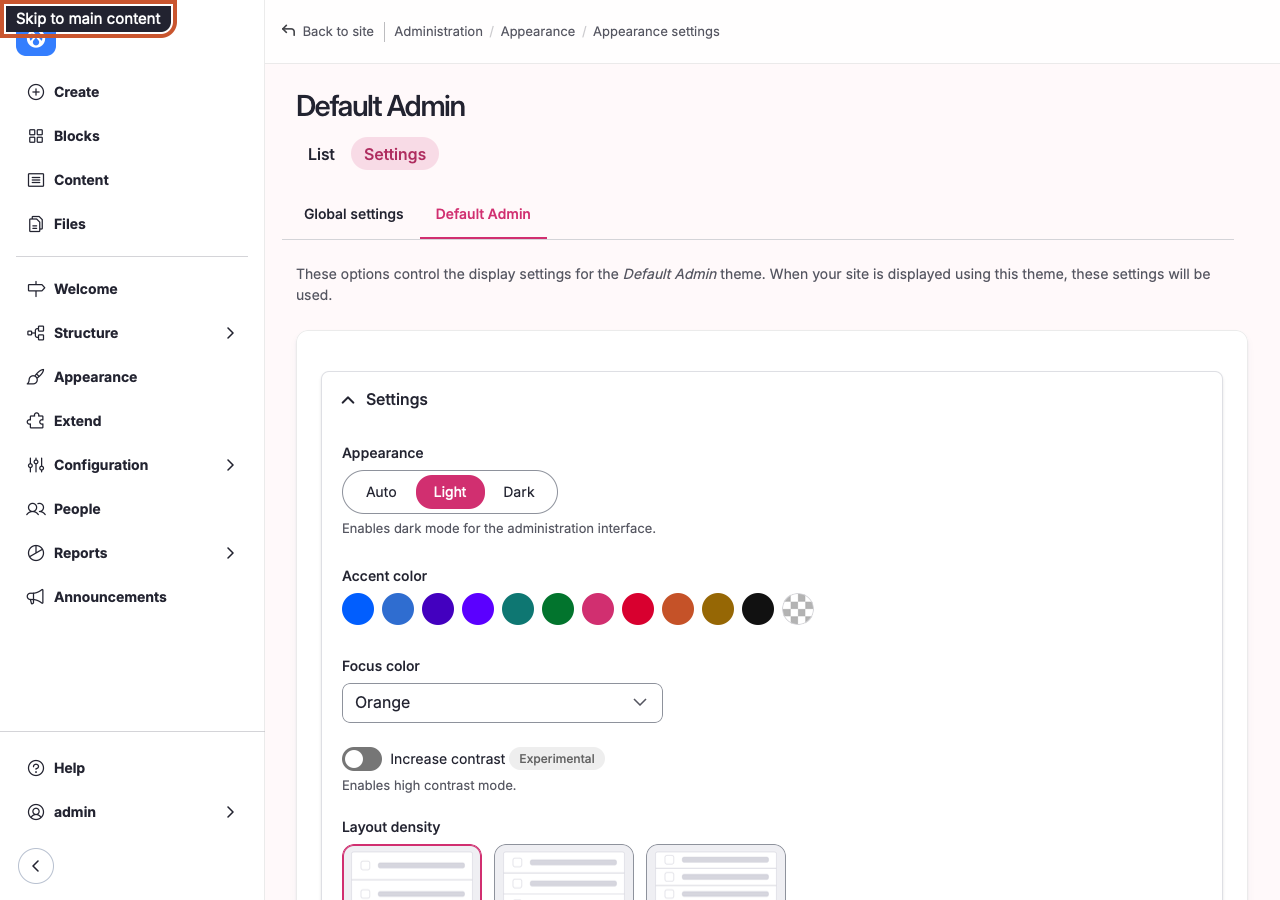 Skip to main content
Create
Blocks
Content
Files
Welcome
Structure
Appearance
Extend
Configuration
People
Reports
Announcements
Help
admin
Back to site Administration / Appearance / Appearance settings
Default Admin
List Settings
Global settings Default Admin
These options control the display settings for the Default Admin theme. When your site is displayed using this theme, these settings will be
used.
Settings
Appearance
Auto Light Dark
Enables dark mode for the administration interface.
Accent color
Focus color
Orange
Increase contrast Experimental
Enables high contrast mode.
Layout density